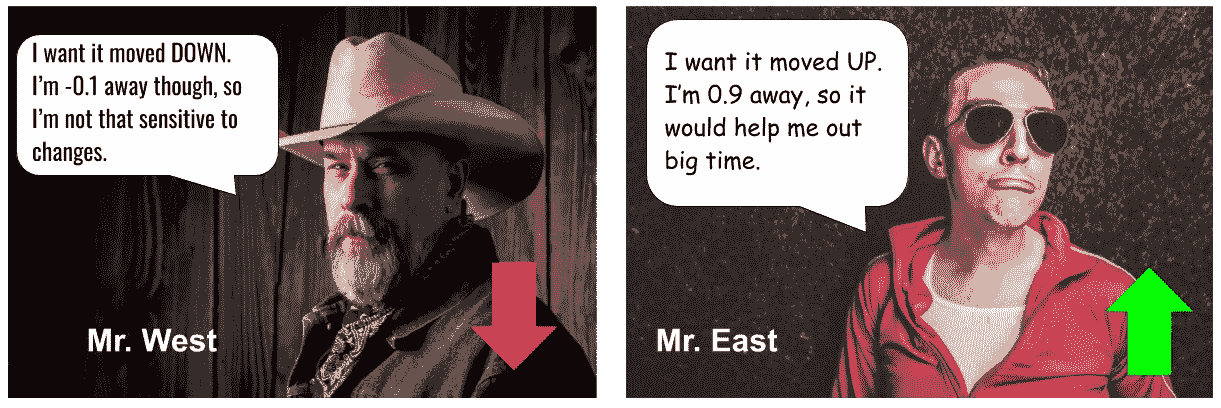 I want it moved DOWN.
I'm -0.1 away though, so
I'm not that sensitive to
changes.
Mr. West
I want it moved UP.
I'm 0.9 away, so it
would help me out
big time.
Mr. East